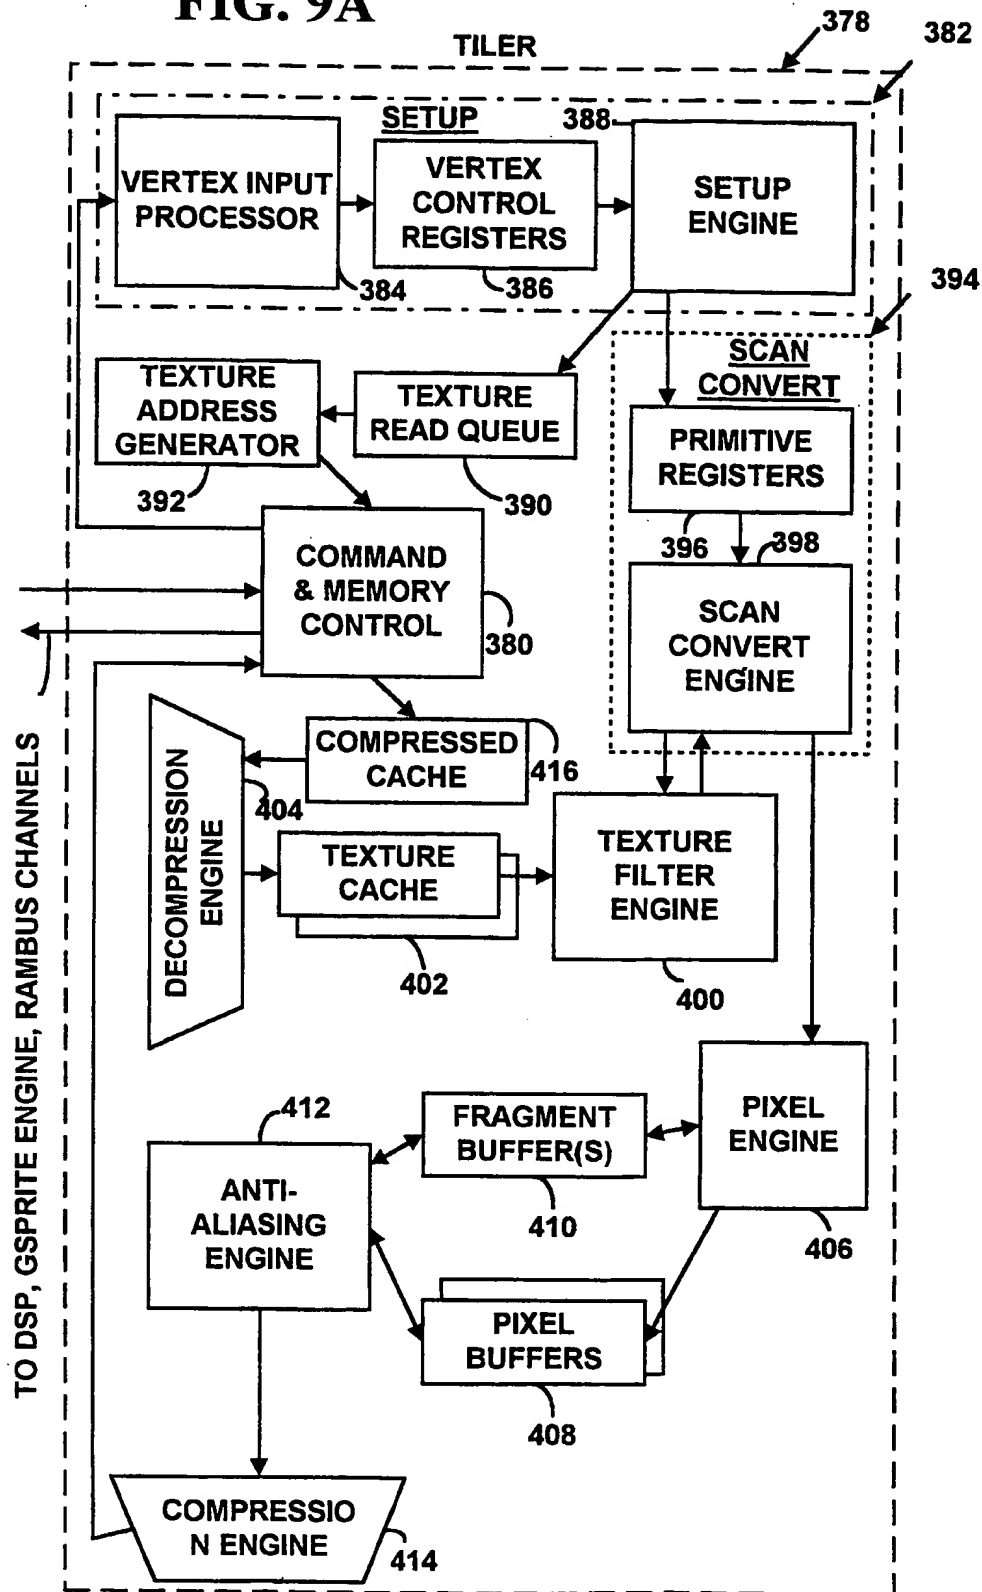 FIG. 9A
TILER
378
382
SETUP
388
VERTEX INPUT
PROCESSOR
384
VERTEX
CONTROL
REGISTERS
386
SETUP
ENGINE
394
SCAN
CONVERT
TEXTURE
ADDRESS
GENERATOR
392
TEXTURE
READ QUEUE
390
PRIMITIVE
REGISTERS
396
398
COMMAND
& MEMORY
CONTROL
380
SCAN
CONVERT
ENGINE
COMPRESSED
CACHE
416
DECOMPRESSION
ENGINE
404
TEXTURE
CACHE
402
TEXTURE
FILTER
ENGINE
400
TO DSP, GSPRITE ENGINE, RAMBUS CHANNELS
412
FRAGMENT
BUFFER(S)
410
PIXEL
ENGINE
406
ANTI-
ALIASING
ENGINE
PIXEL
BUFFERS
408
COMPRESSIO
N ENGINE
414